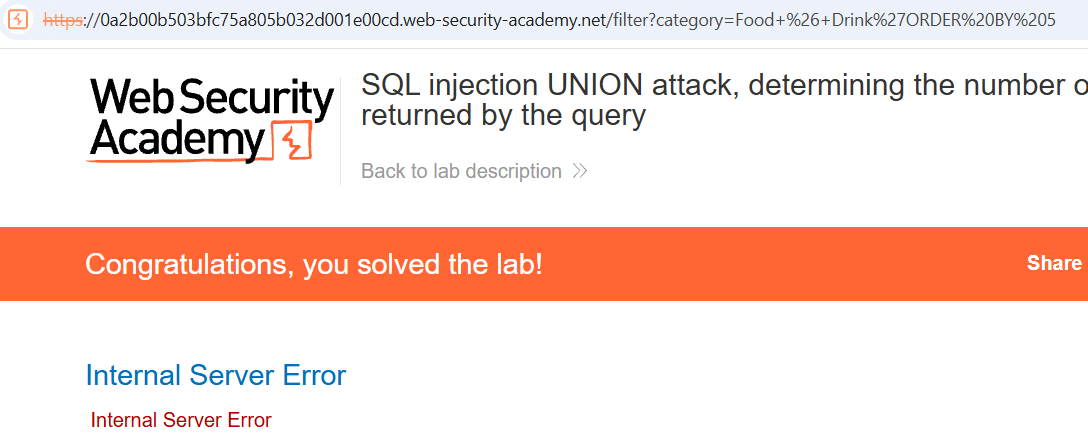 https://0a2b00b503bfc75a805b032d001e00cd.web-security-academy.net/filter?category=Food+%26+Drink%27ORDER%20BY%205
Web Security
Academy
SQL injection UNION attack, determining the number o
returned by the query
Back to lab description
Congratulations, you solved the lab!
Share
Internal Server Error
Internal Server Error